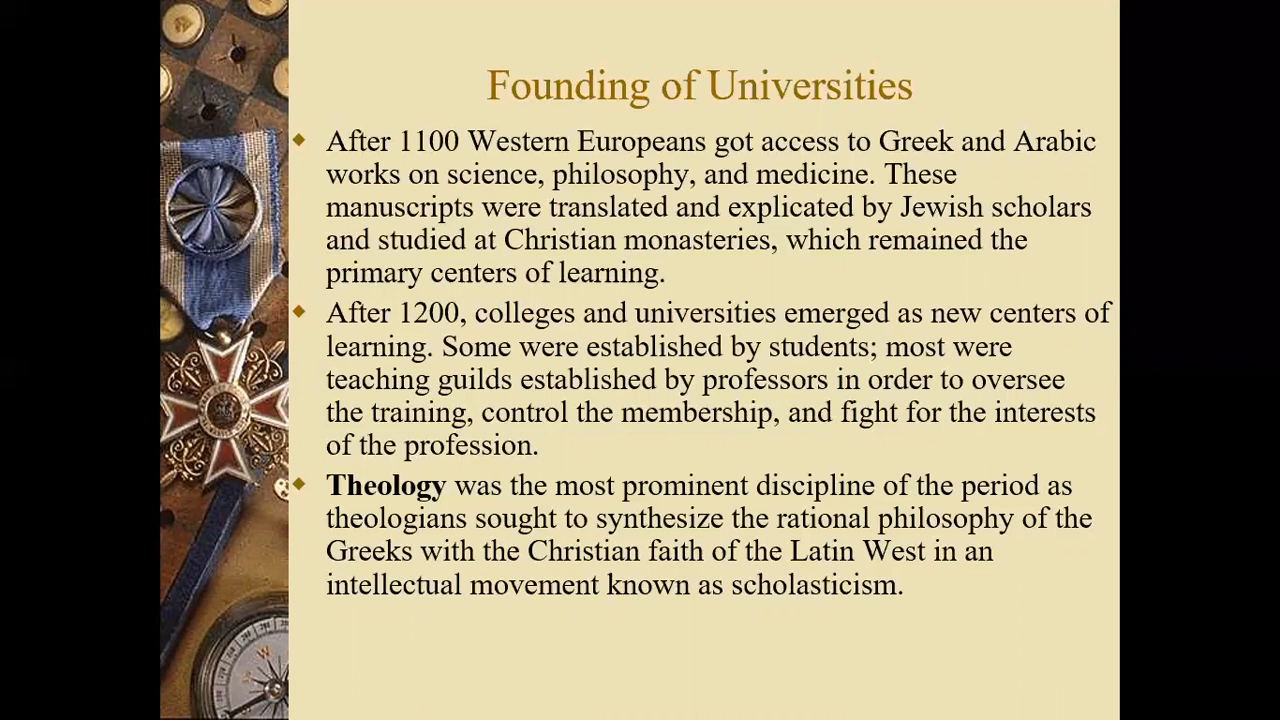 Founding of Universities
After 1100 Western Europeans got access to Greek and Arabic
works on science, philosophy, and medicine. These
manuscripts were translated and explicated by Jewish scholars
and studied at Christian monasteries, which remained the
primary centers of learning.
After 1200, colleges and universities emerged as new centers of
learning. Some were established by students; most were
teaching guilds established by professors in order to oversee
the training, control the membership, and fight for the interests
of the profession.
Theology was the most prominent discipline of the period as
theologians sought to synthesize the rational philosophy of the
Greeks with the Christian faith of the Latin West in an
intellectual movement known as scholasticism.